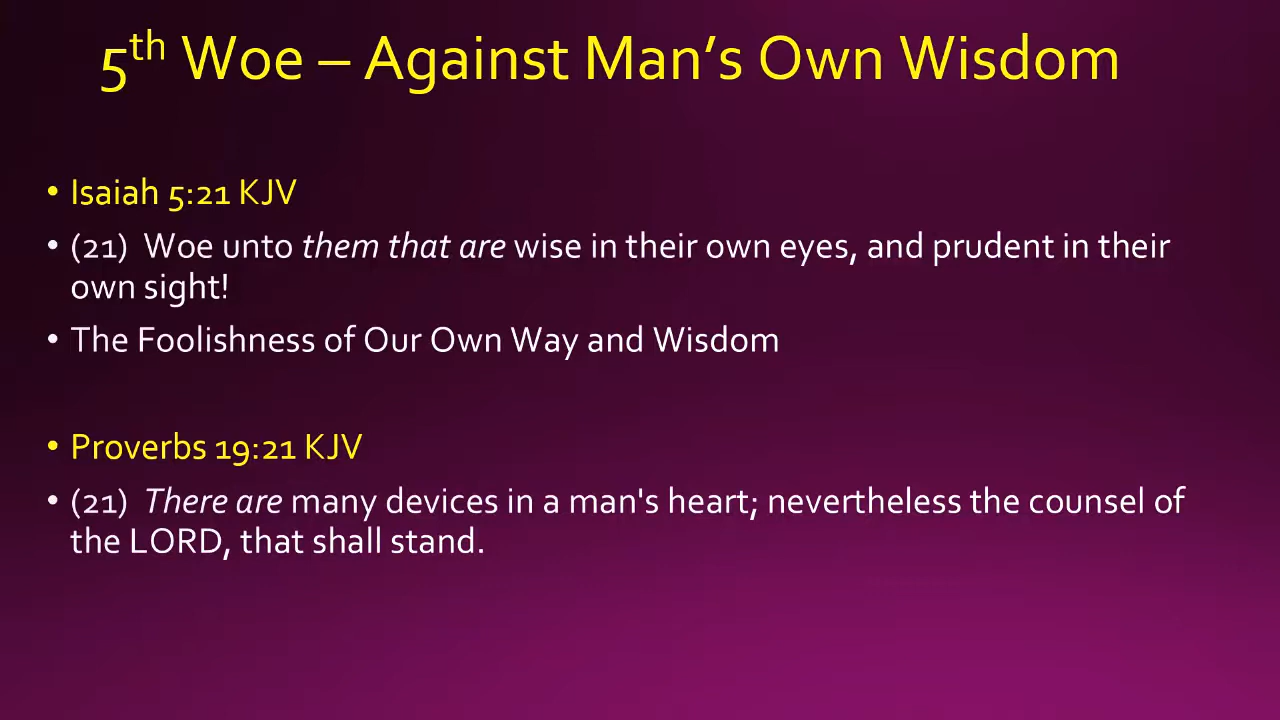 5th Woe – Against Man’s Own Wisdom
• Isaiah 5:21 KJV
• (21) Woe unto them that are wise in their own eyes, and prudent in their
own sight!
• The Foolishness of Our Own Way and Wisdom
• Proverbs 19:21 KJV
• (21) There are many devices in a man's heart; nevertheless the counsel of
the LORD, that shall stand.